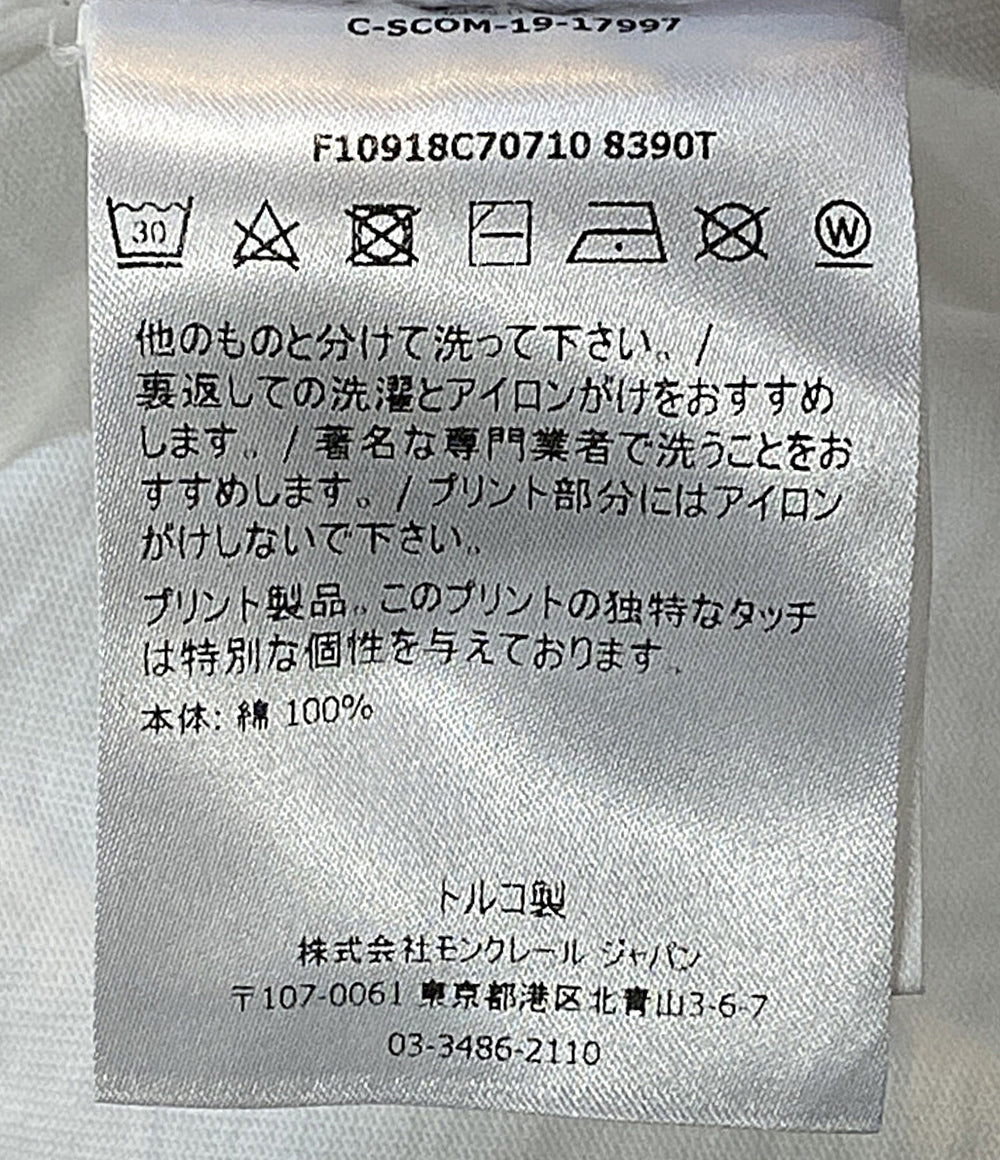 C-SCOM-19-17997
F10918C70710 8390T
30
W
他のものと分けて洗って下さい。/
裏返しての洗濯とアイロンがけをおすすめ
します。/ 著名な専門業者で洗うことをお
すすめします。/ プリント部分にはアイロン
がけしないで下さい。
プリント製品。このプリントの独特なタッチ
は特別な個性を与えております。
本体: 綿 100%
トルコ製
株式会社モンクレール ジャパン
〒107-0061 東京都港区北青山3-6-7
03-3486-2110